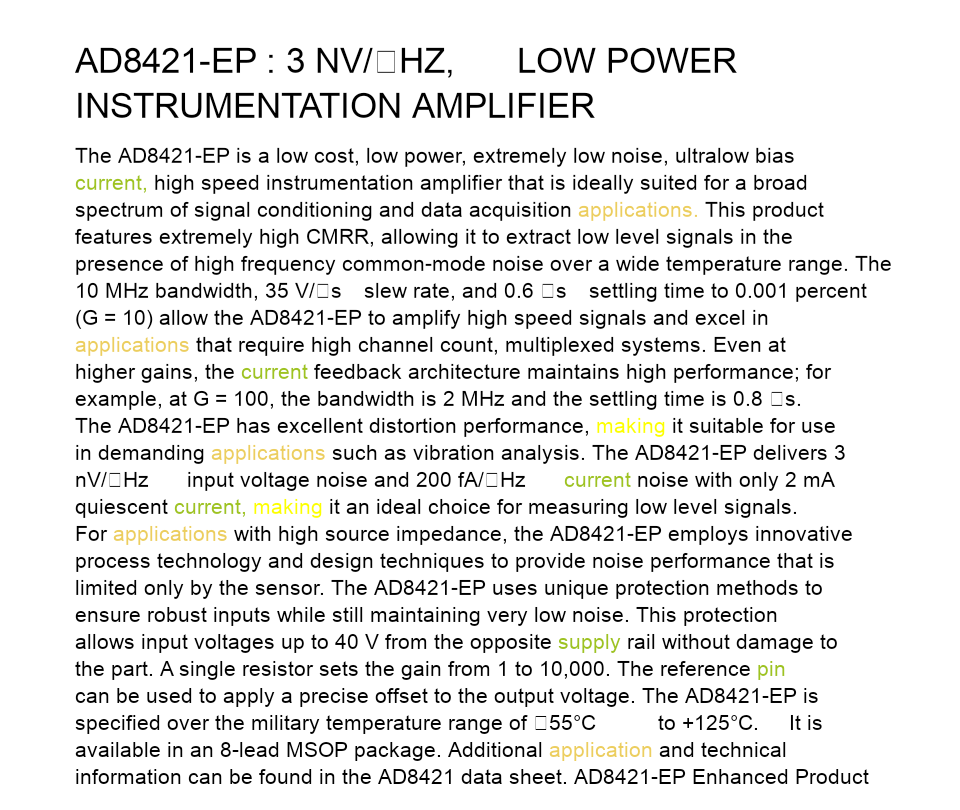 AD8421-EP : 3 NV/□HZ, LOW POWER
INSTRUMENTATION AMPLIFIER
The AD8421-EP is a low cost, low power, extremely low noise, ultralow bias
current, high speed instrumentation amplifier that is ideally suited for a broad
spectrum of signal conditioning and data acquisition applications. This product
features extremely high CMRR, allowing it to extract low level signals in the
presence of high frequency common-mode noise over a wide temperature range. The
10 MHz bandwidth, 35 V/□s slew rate, and 0.6 □s settling time to 0.001 percent
(G = 10) allow the AD8421-EP to amplify high speed signals and excel in
applications that require high channel count, multiplexed systems. Even at
higher gains, the current feedback architecture maintains high performance; for
example, at G = 100, the bandwidth is 2 MHz and the settling time is 0.8 □s.
The AD8421-EP has excellent distortion performance, making it suitable for use
in demanding applications such as vibration analysis. The AD8421-EP delivers 3
nV/□Hz input voltage noise and 200 fA/□Hz current noise with only 2 mA
quiescent current, making it an ideal choice for measuring low level signals.
For applications with high source impedance, the AD8421-EP employs innovative
process technology and design techniques to provide noise performance that is
limited only by the sensor. The AD8421-EP uses unique protection methods to
ensure robust inputs while still maintaining very low noise. This protection
allows input voltages up to 40 V from the opposite supply rail without damage to
the part. A single resistor sets the gain from 1 to 10,000. The reference pin
can be used to apply a precise offset to the output voltage. The AD8421-EP is
specified over the military temperature range of □55°C to +125°C. It is
available in an 8-lead MSOP package. Additional application and technical
information can be found in the AD8421 data sheet. AD8421-EP Enhanced Product